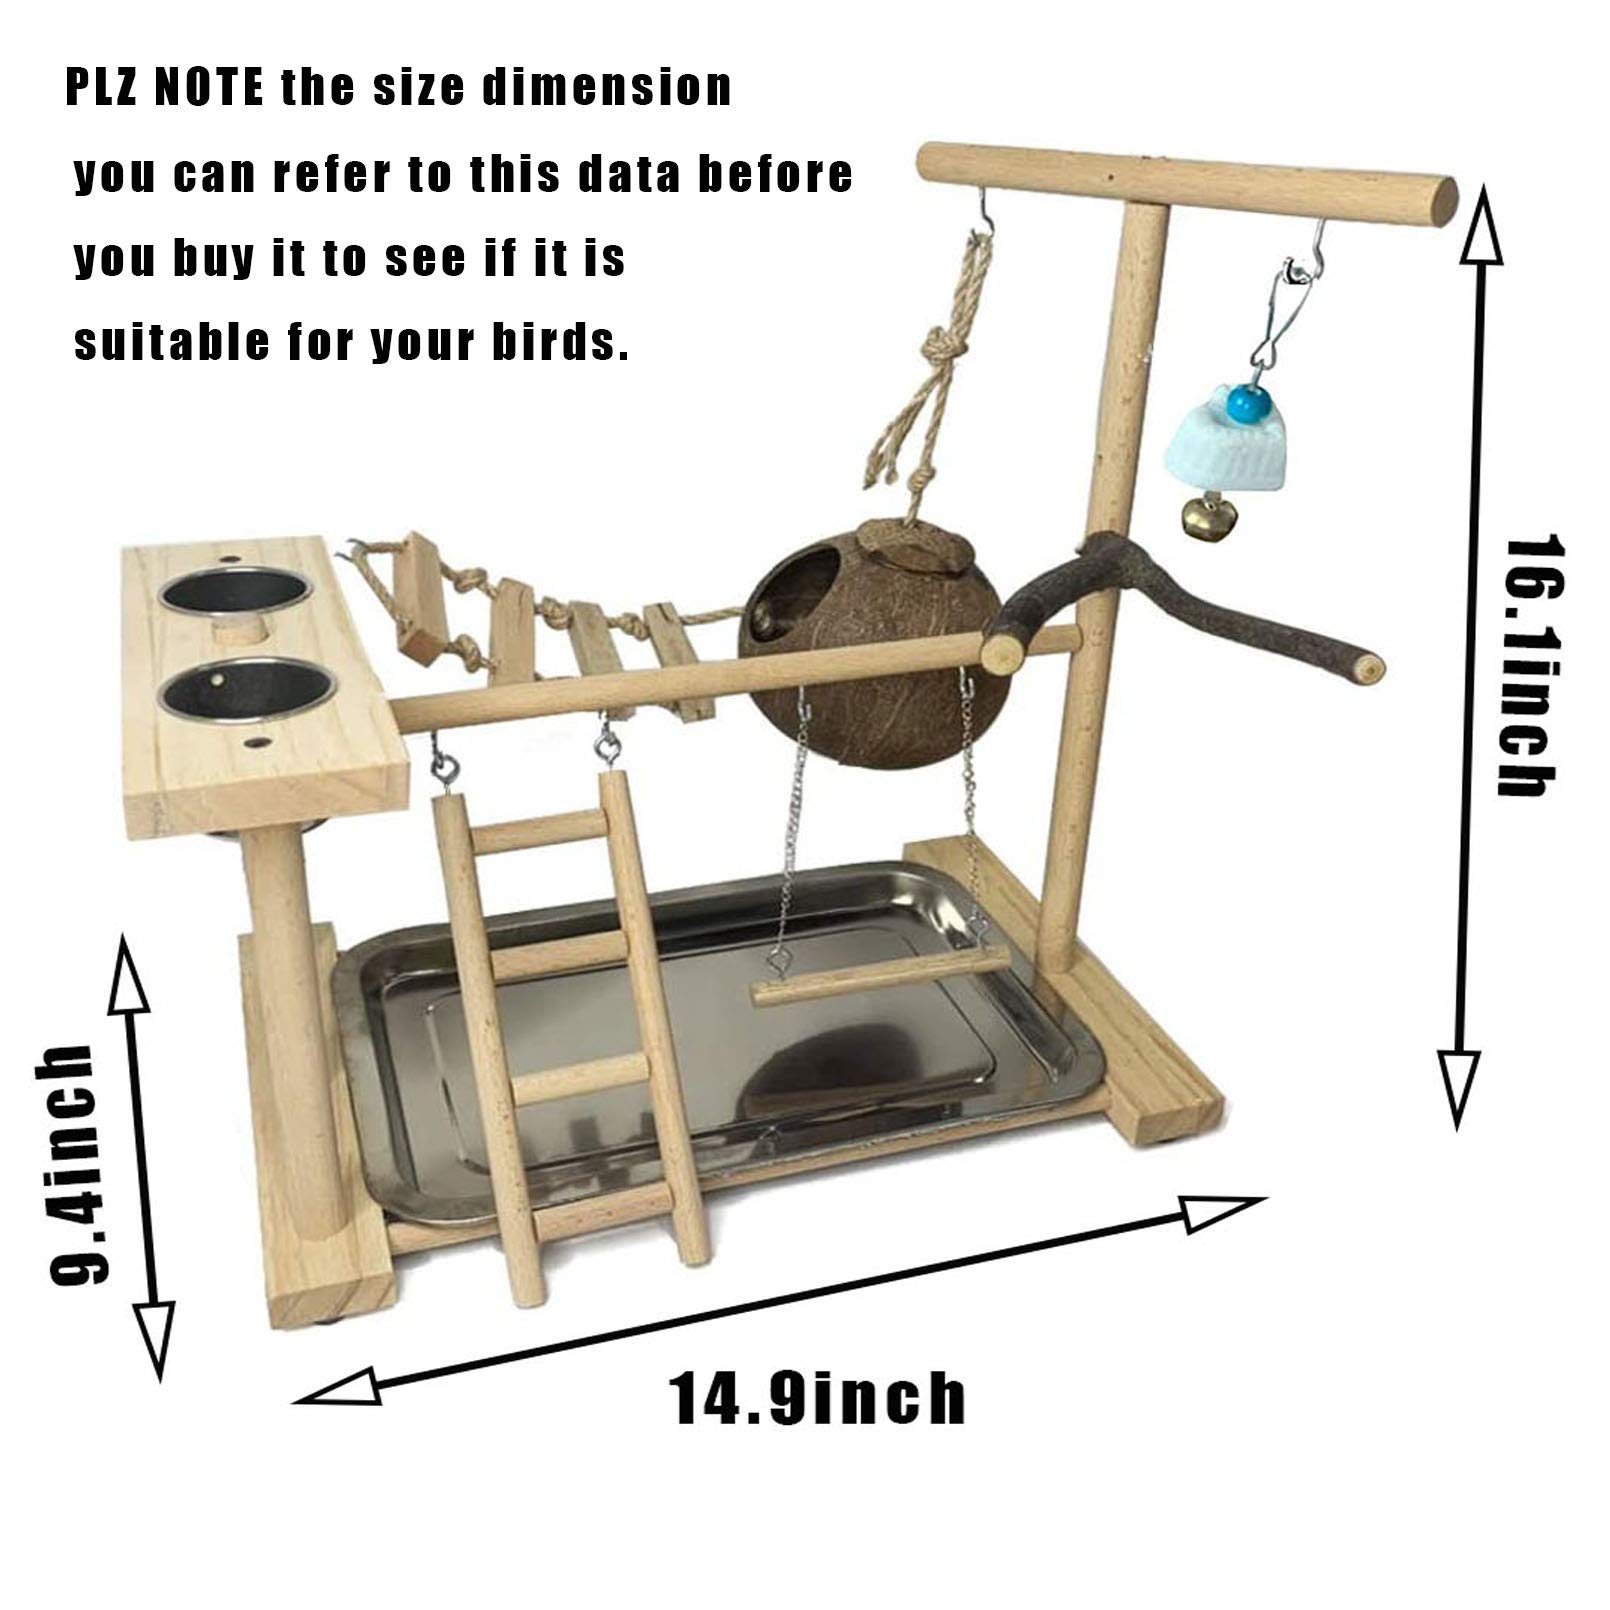 PLZ NOTE the size dimension
you can refer to this data before
you buy it to see if it is
suitable for your birds.
16.1inch
9.4inch
14.9inch